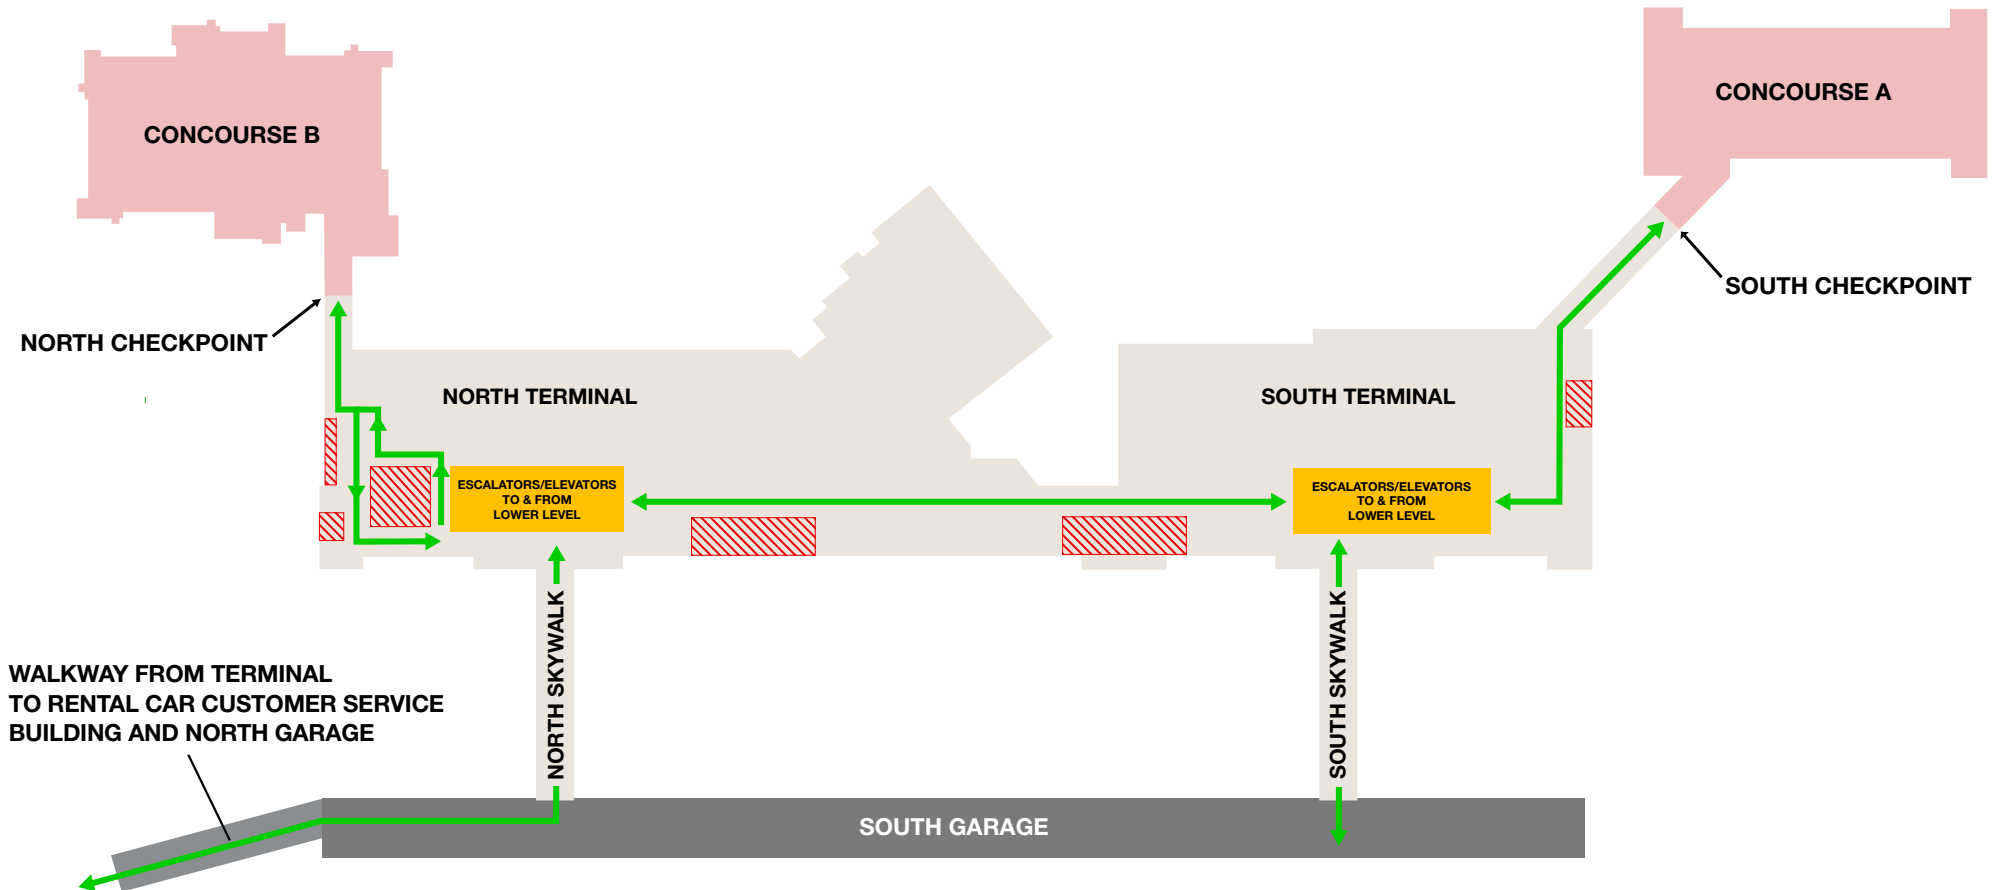 CONCOURSE B
CONCOURSE A
NORTH CHECKPOINT
SOUTH CHECKPOINT
NORTH TERMINAL
SOUTH TERMINAL
ESCALATORS/ELEVATORS
TO & FROM
LOWER LEVEL
ESCALATORS/ELEVATORS
TO & FROM
LOWER LEVEL
NORTH SKYWALK
SOUTH SKYWALK
WALKWAY FROM TERMINAL
TO RENTAL CAR CUSTOMER SERVICE
BUILDING AND NORTH GARAGE
SOUTH GARAGE